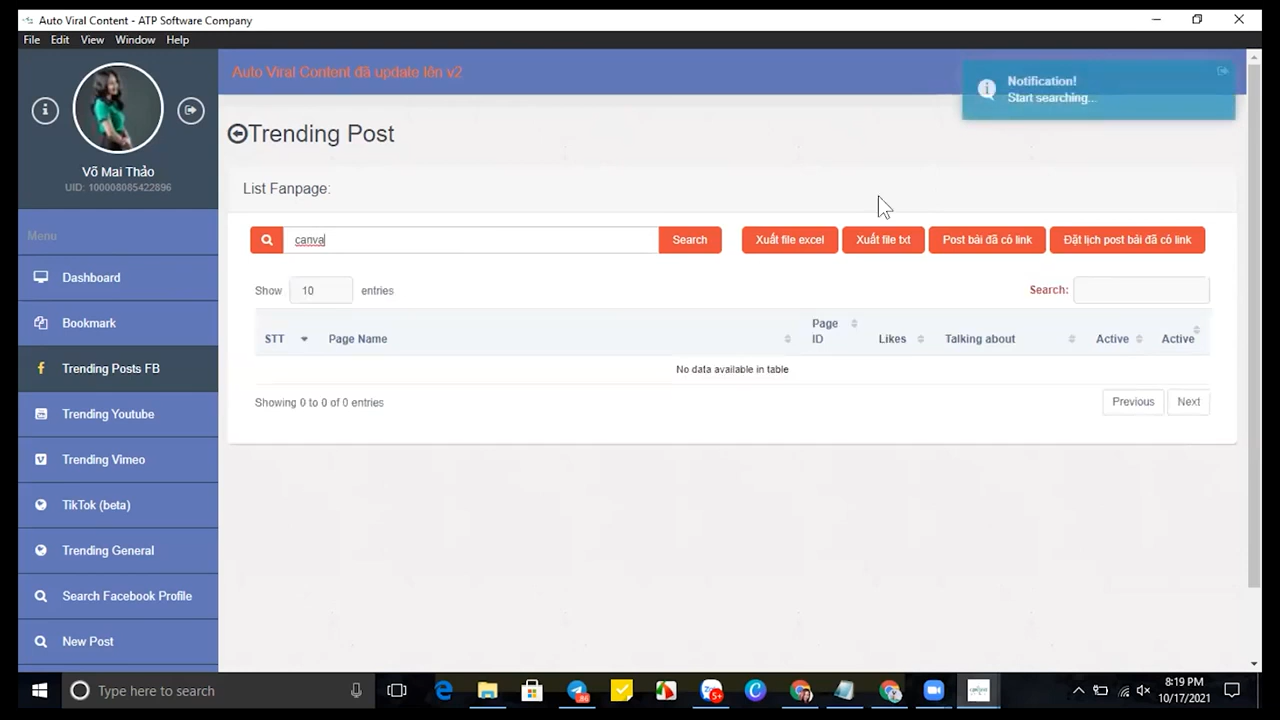 Auto Viral Content - ATP Software Company
File Edit View Window Help
Auto Viral Content đã update lên v2
Notification!
Start searching...
Võ Mai Thảo
UID: 100008085422896
Menu
Dashboard
Bookmark
Trending Posts FB
Trending Youtube
Trending Vimeo
TikTok (beta)
Trending General
Search Facebook Profile
New Post
Trending Post
List Fanpage:
canva Search Xuất file excel Xuất file txt Post bài đã có link Đặt lịch post bài đã có link
Show 10 entries Search:
STT Page Name Page ID Likes Talking about Active Active
No data available in table
Showing 0 to 0 of 0 entries Previous Next
Type here to search
8:19 PM
10/17/2021